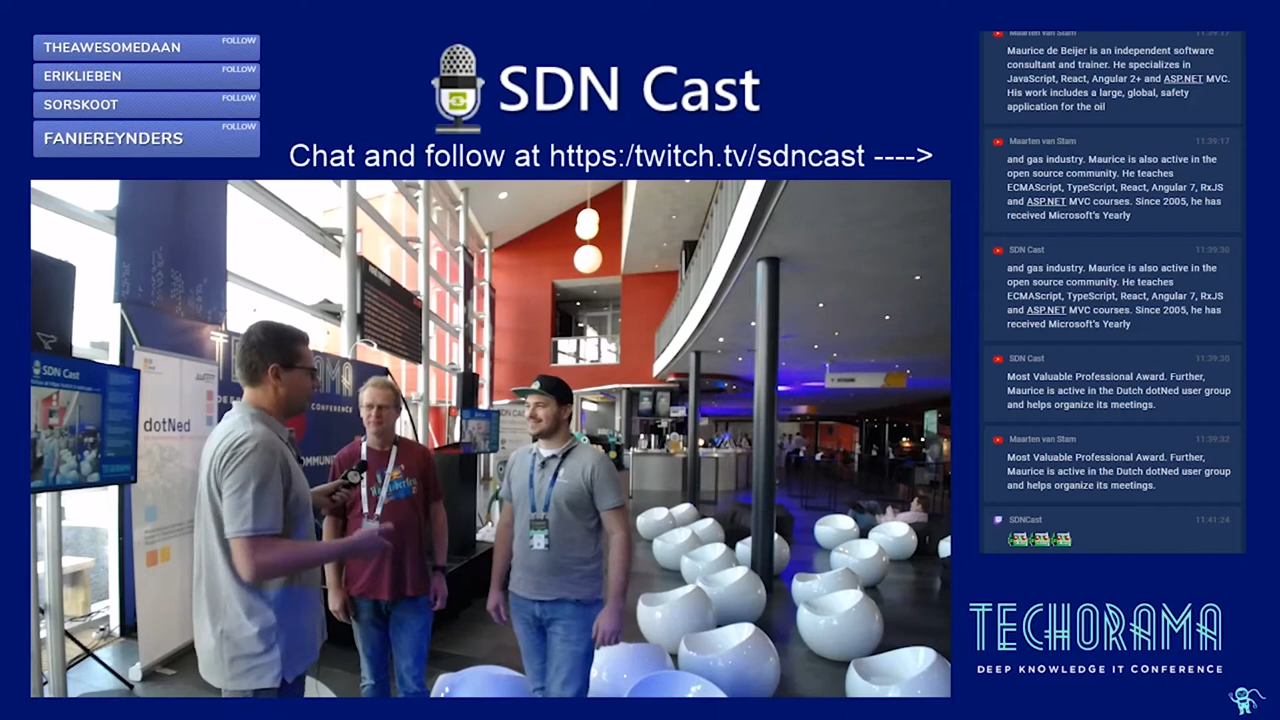 THEAWESOMEDAAN FOLLOW
ERIKLIEBEN FOLLOW
SORSKOOT FOLLOW
FANIEREYNDERS FOLLOW
SDN Cast
Chat and follow at https:/twitch.tv/sdncast ---->
Maarten van Stam 11:39:17
Maurice de Beijer is an independent software
consultant and trainer. He specializes in
JavaScript, React, Angular 2+ and ASP.NET MVC.
His work includes a large, global, safety
application for the oil
Maarten van Stam 11:39:17
and gas industry. Maurice is also active in the
open source community. He teaches
ECMAScript, TypeScript, React, Angular 7, RxJS
and ASP.NET MVC courses. Since 2005, he has
received Microsoft's Yearly
SDN Cast 11:39:30
and gas industry. Maurice is also active in the
open source community. He teaches
ECMAScript, TypeScript, React, Angular 7, RxJS
and ASP.NET MVC courses. Since 2005, he has
received Microsoft's Yearly
SDN Cast 11:39:30
Most Valuable Professional Award. Further,
Maurice is active in the Dutch dotNed user group
and helps organize its meetings.
Maarten van Stam 11:39:32
Most Valuable Professional Award. Further,
Maurice is active in the Dutch dotNed user group
and helps organize its meetings.
SDNCast 11:41:24
TECHORAMA
DEEP KNOWLEDGE IT CONFERENCE
SDN Cast
TECHORAMA
dotNed
CONFERENCE
SDN CAST